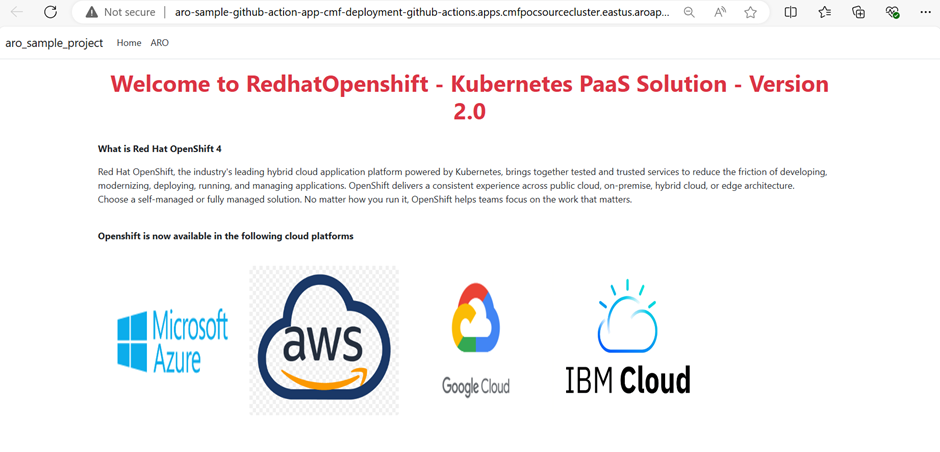 Not secure
aro-sample-github-action-app-cmf-deployment-github-actions.apps.cmfpocsourcecluster.eastus.aroap...
aro_sample_project Home ARO
Welcome to RedhatOpenshift - Kubernetes PaaS Solution - Version
2.0
What is Red Hat OpenShift 4
Red Hat OpenShift, the industry's leading hybrid cloud application platform powered by Kubernetes, brings together tested and trusted services to reduce the friction of developing,
modernizing, deploying, running, and managing applications. OpenShift delivers a consistent experience across public cloud, on-premise, hybrid cloud, or edge architecture.
Choose a self-managed or fully managed solution. No matter how you run it, OpenShift helps teams focus on the work that matters.
Openshift is now available in the following cloud platforms
Microsoft
Azure
aws
Google Cloud
IBM Cloud